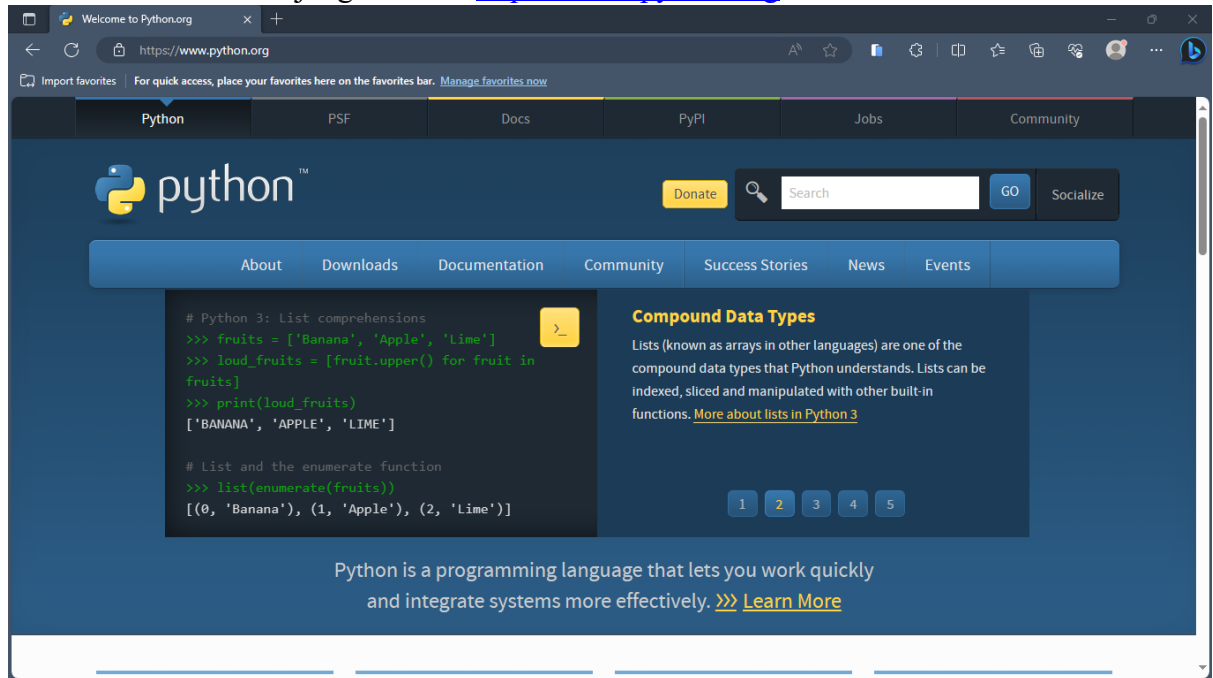 Welcome to Python.org
https://www.python.org
Import favorites For quick access, place your favorites here on the favorites bar. Manage favorites now
Python PSF Docs PyPI Jobs Community
python™
Donate Search GO Socialize
About Downloads Documentation Community Success Stories News Events
# Python 3: List comprehensions
>>> fruits = ['Banana', 'Apple', 'Lime']
>>> loud_fruits = [fruit.upper() for fruit in
fruits]
>>> print(loud_fruits)
['BANANA', 'APPLE', 'LIME']
# List and the enumerate function
>>> list(enumerate(fruits))
[(0, 'Banana'), (1, 'Apple'), (2, 'Lime')]
>_
Compound Data Types
Lists (known as arrays in other languages) are one of the
compound data types that Python understands. Lists can be
indexed, sliced and manipulated with other built-in
functions. More about lists in Python 3
1 2 3 4 5
Python is a programming language that lets you work quickly
and integrate systems more effectively. >>> Learn More